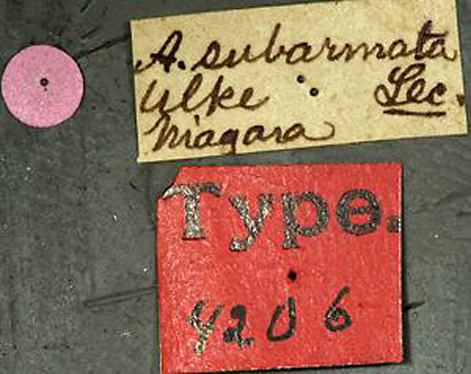 A. subarmata
Ulke Lec.
Niagara
Type.
4206